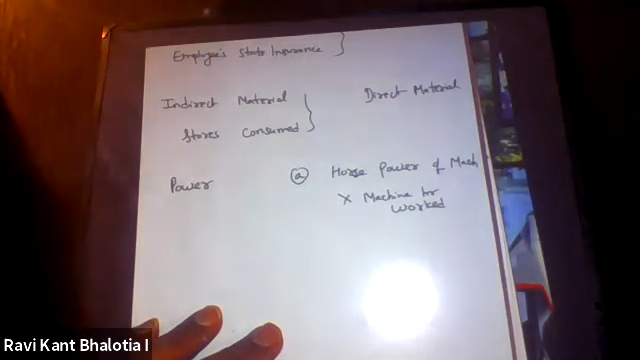 Employee's State Insurance }
Indirect Material } Direct Material
Stores Consumed
Power (a) Horse Power of Mach
X Machine hr
worked
Ravi Kant Bhalotia I